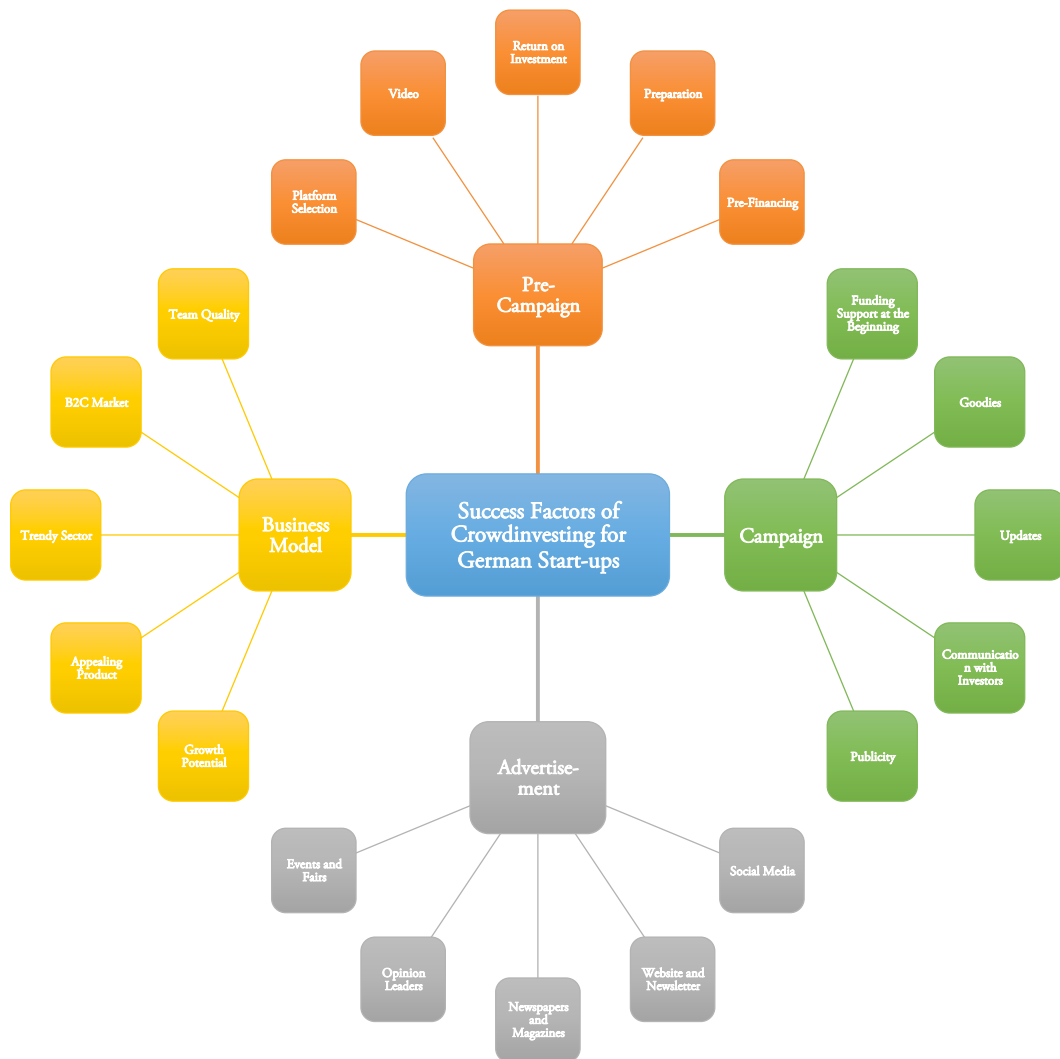 Return on
Investment
Video
Preparation
Platform
Selection
Pre-Financing
Pre-
Campaign
Team Quality
Funding
Support at the
Beginning
B2C Market
Goodies
Trendy Sector
Business
Model
Success Factors of
Crowdinvesting for
German Start-ups
Campaign
Updates
Appealing
Product
Communicatio
n with
Investors
Growth
Potential
Publicity
Advertise-
ment
Events and
Fairs
Social Media
Opinion
Leaders
Website and
Newsletter
Newspapers
and
Magazines